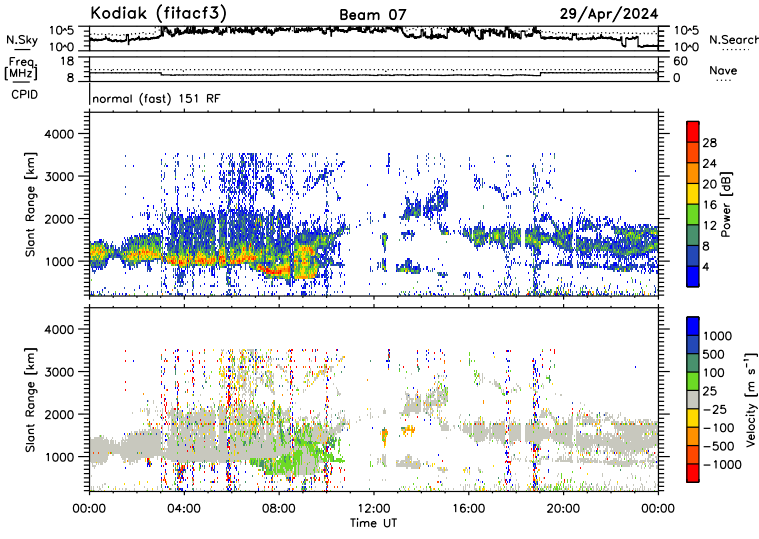 Kodiak (fitacf3) Beam 07 29/Apr/2024
N.Sky 10^5 10^0 10^5 10^0 N.Search
Freq. [MHz] 18 8 60 0 Nave
CPID normal (fast) 151 RF
Slant Range [km] 4000 3000 2000 1000
28 24 20 16 12 8 4 Power [dB]
Slant Range [km] 4000 3000 2000 1000
1000 500 100 25 −25 −100 −500 −1000 Velocity [m s⁻¹]
00:00 04:00 08:00 12:00 16:00 20:00 00:00
Time UT